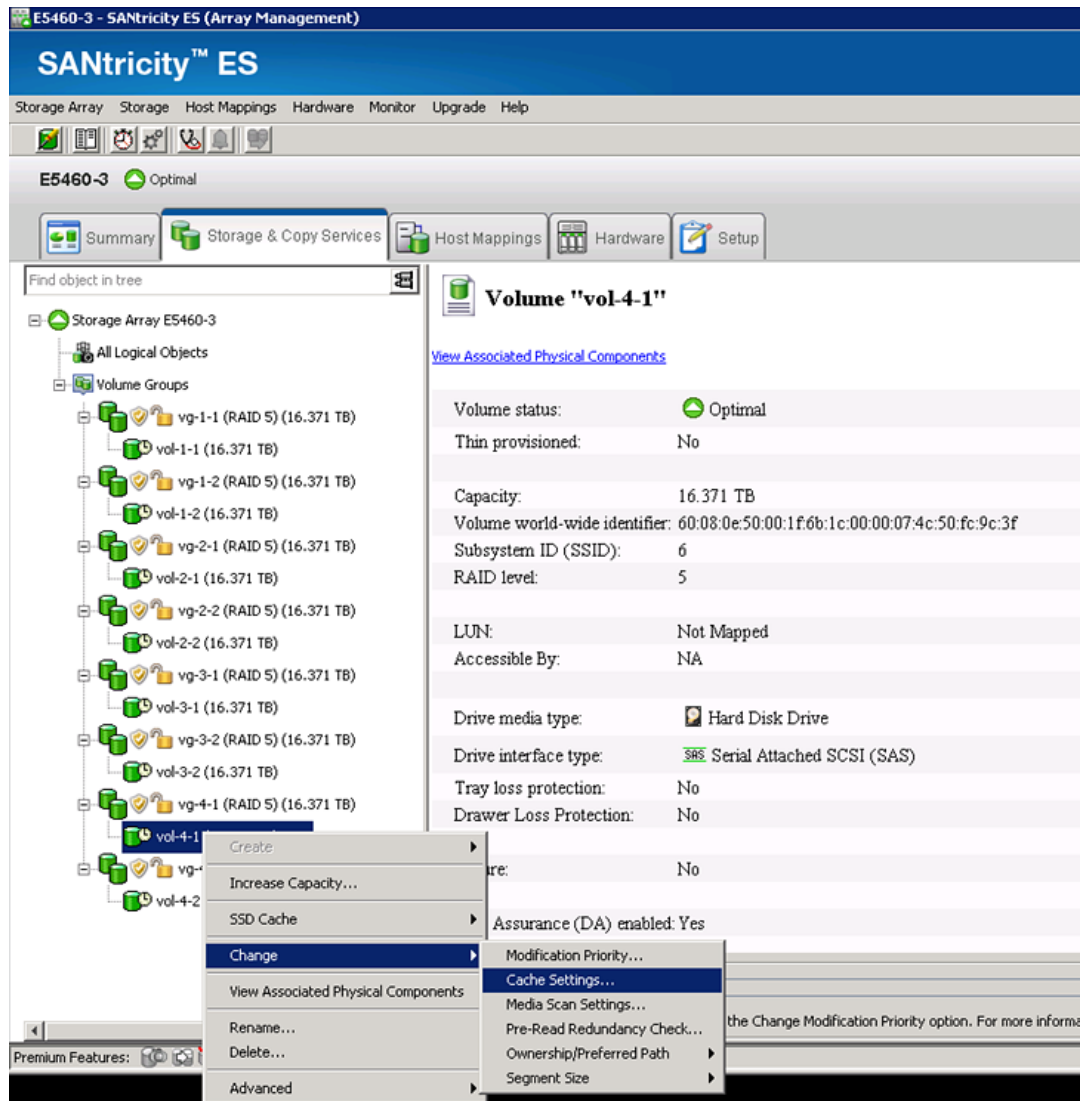 E5460-3 - SANtricity ES (Array Management)
SANtricity™ ES
Storage Array Storage Host Mappings Hardware Monitor Upgrade Help
E5460-3 Optimal
Summary Storage & Copy Services Host Mappings Hardware Setup
Find object in tree
Storage Array E5460-3
All Logical Objects
Volume Groups
vg-1-1 (RAID 5) (16.371 TB)
vol-1-1 (16.371 TB)
vg-1-2 (RAID 5) (16.371 TB)
vol-1-2 (16.371 TB)
vg-2-1 (RAID 5) (16.371 TB)
vol-2-1 (16.371 TB)
vg-2-2 (RAID 5) (16.371 TB)
vol-2-2 (16.371 TB)
vg-3-1 (RAID 5) (16.371 TB)
vol-3-1 (16.371 TB)
vg-3-2 (RAID 5) (16.371 TB)
vol-3-2 (16.371 TB)
vg-4-1 (RAID 5) (16.371 TB)
vol-4-1
vg-
vol-4-2
Volume "vol-4-1"
View Associated Physical Components
Volume status: Optimal
Thin provisioned: No
Capacity: 16.371 TB
Volume world-wide identifier: 60:08:0e:50:00:1f:6b:1c:00:00:07:4c:50:fc:9c:3f
Subsystem ID (SSID): 6
RAID level: 5
LUN: Not Mapped
Accessible By: NA
Drive media type: Hard Disk Drive
Drive interface type: SAS Serial Attached SCSI (SAS)
Tray loss protection: No
Drawer Loss Protection: No
re: No
Assurance (DA) enabled: Yes
Create
Increase Capacity...
SSD Cache
Change
View Associated Physical Components
Rename...
Delete...
Advanced
Modification Priority...
Cache Settings...
Media Scan Settings...
Pre-Read Redundancy Check...
Ownership/Preferred Path
Segment Size
the Change Modification Priority option. For more informa
Premium Features: